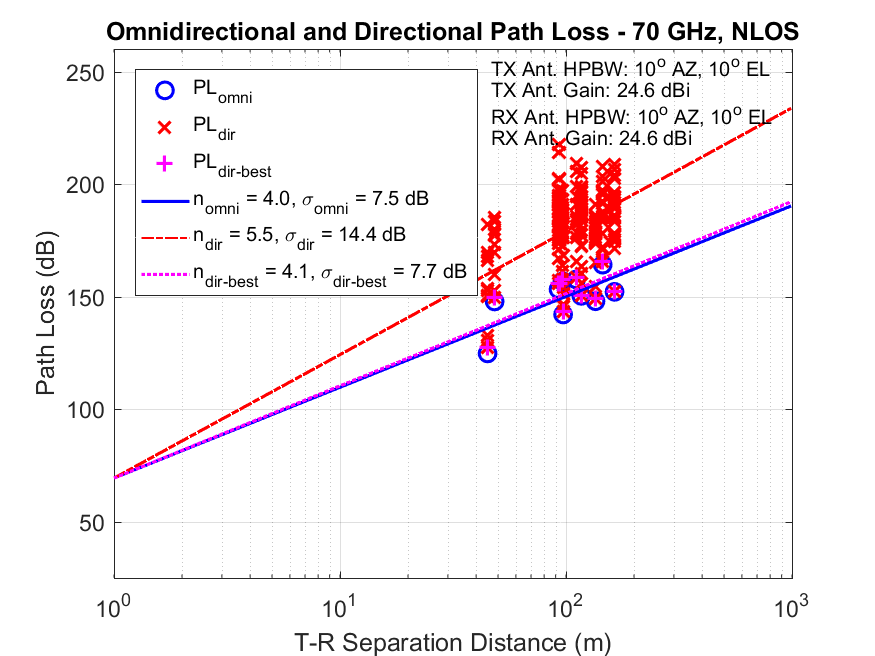 Omnidirectional and Directional Path Loss - 70 GHz, NLOS
TX Ant. HPBW: 10° AZ, 10° EL
TX Ant. Gain: 24.6 dBi
RX Ant. HPBW: 10° AZ, 10° EL
RX Ant. Gain: 24.6 dBi
PL_omni
PL_dir
PL_dir-best
n_omni = 4.0, σ_omni = 7.5 dB
n_dir = 5.5, σ_dir = 14.4 dB
n_dir-best = 4.1, σ_dir-best = 7.7 dB
Path Loss (dB)
250
200
150
100
50
10^0 10^1 10^2 10^3
T-R Separation Distance (m)